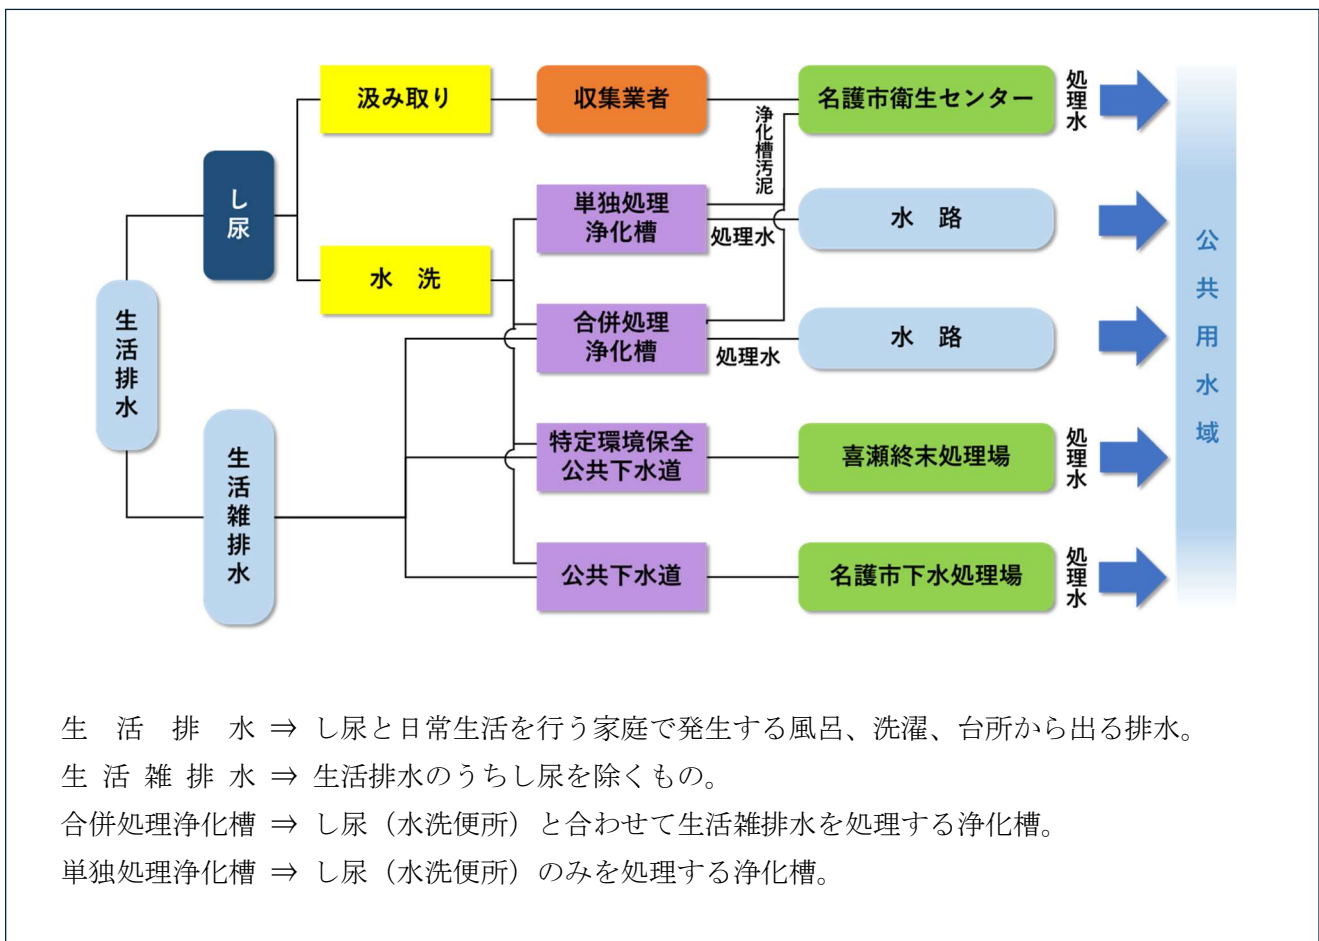 汲み取り
収集業者
名護市衛生センター
処理水
し尿
浄化槽汚泥
単独処理
浄化槽
処理水
水 路
水 洗
合併処理
浄化槽
処理水
水 路
生活排水
特定環境保全
公共下水道
喜瀬終末処理場
処理水
生活雑排水
公共下水道
名護市下水処理場
処理水
公共用水域
生 活 排 水 ⇒ し尿と日常生活を行う家庭で発生する風呂、洗濯、台所から出る排水。
生 活 雑 排 水 ⇒ 生活排水のうちし尿を除くもの。
合併処理浄化槽 ⇒ し尿（水洗便所）と合わせて生活雑排水を処理する浄化槽。
単独処理浄化槽 ⇒ し尿（水洗便所）のみを処理する浄化槽。